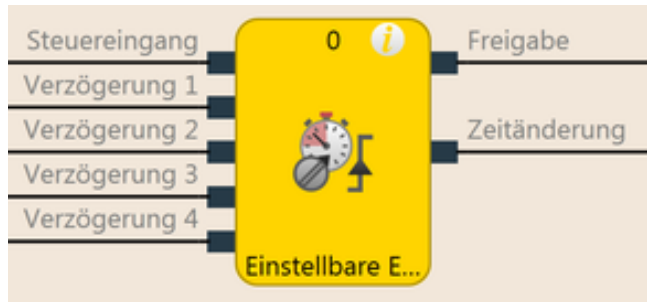 Steuereingang
0
i
Freigabe
Verzögerung 1
Verzögerung 2
Zeitänderung
Verzögerung 3
Verzögerung 4
Einstellbare E...